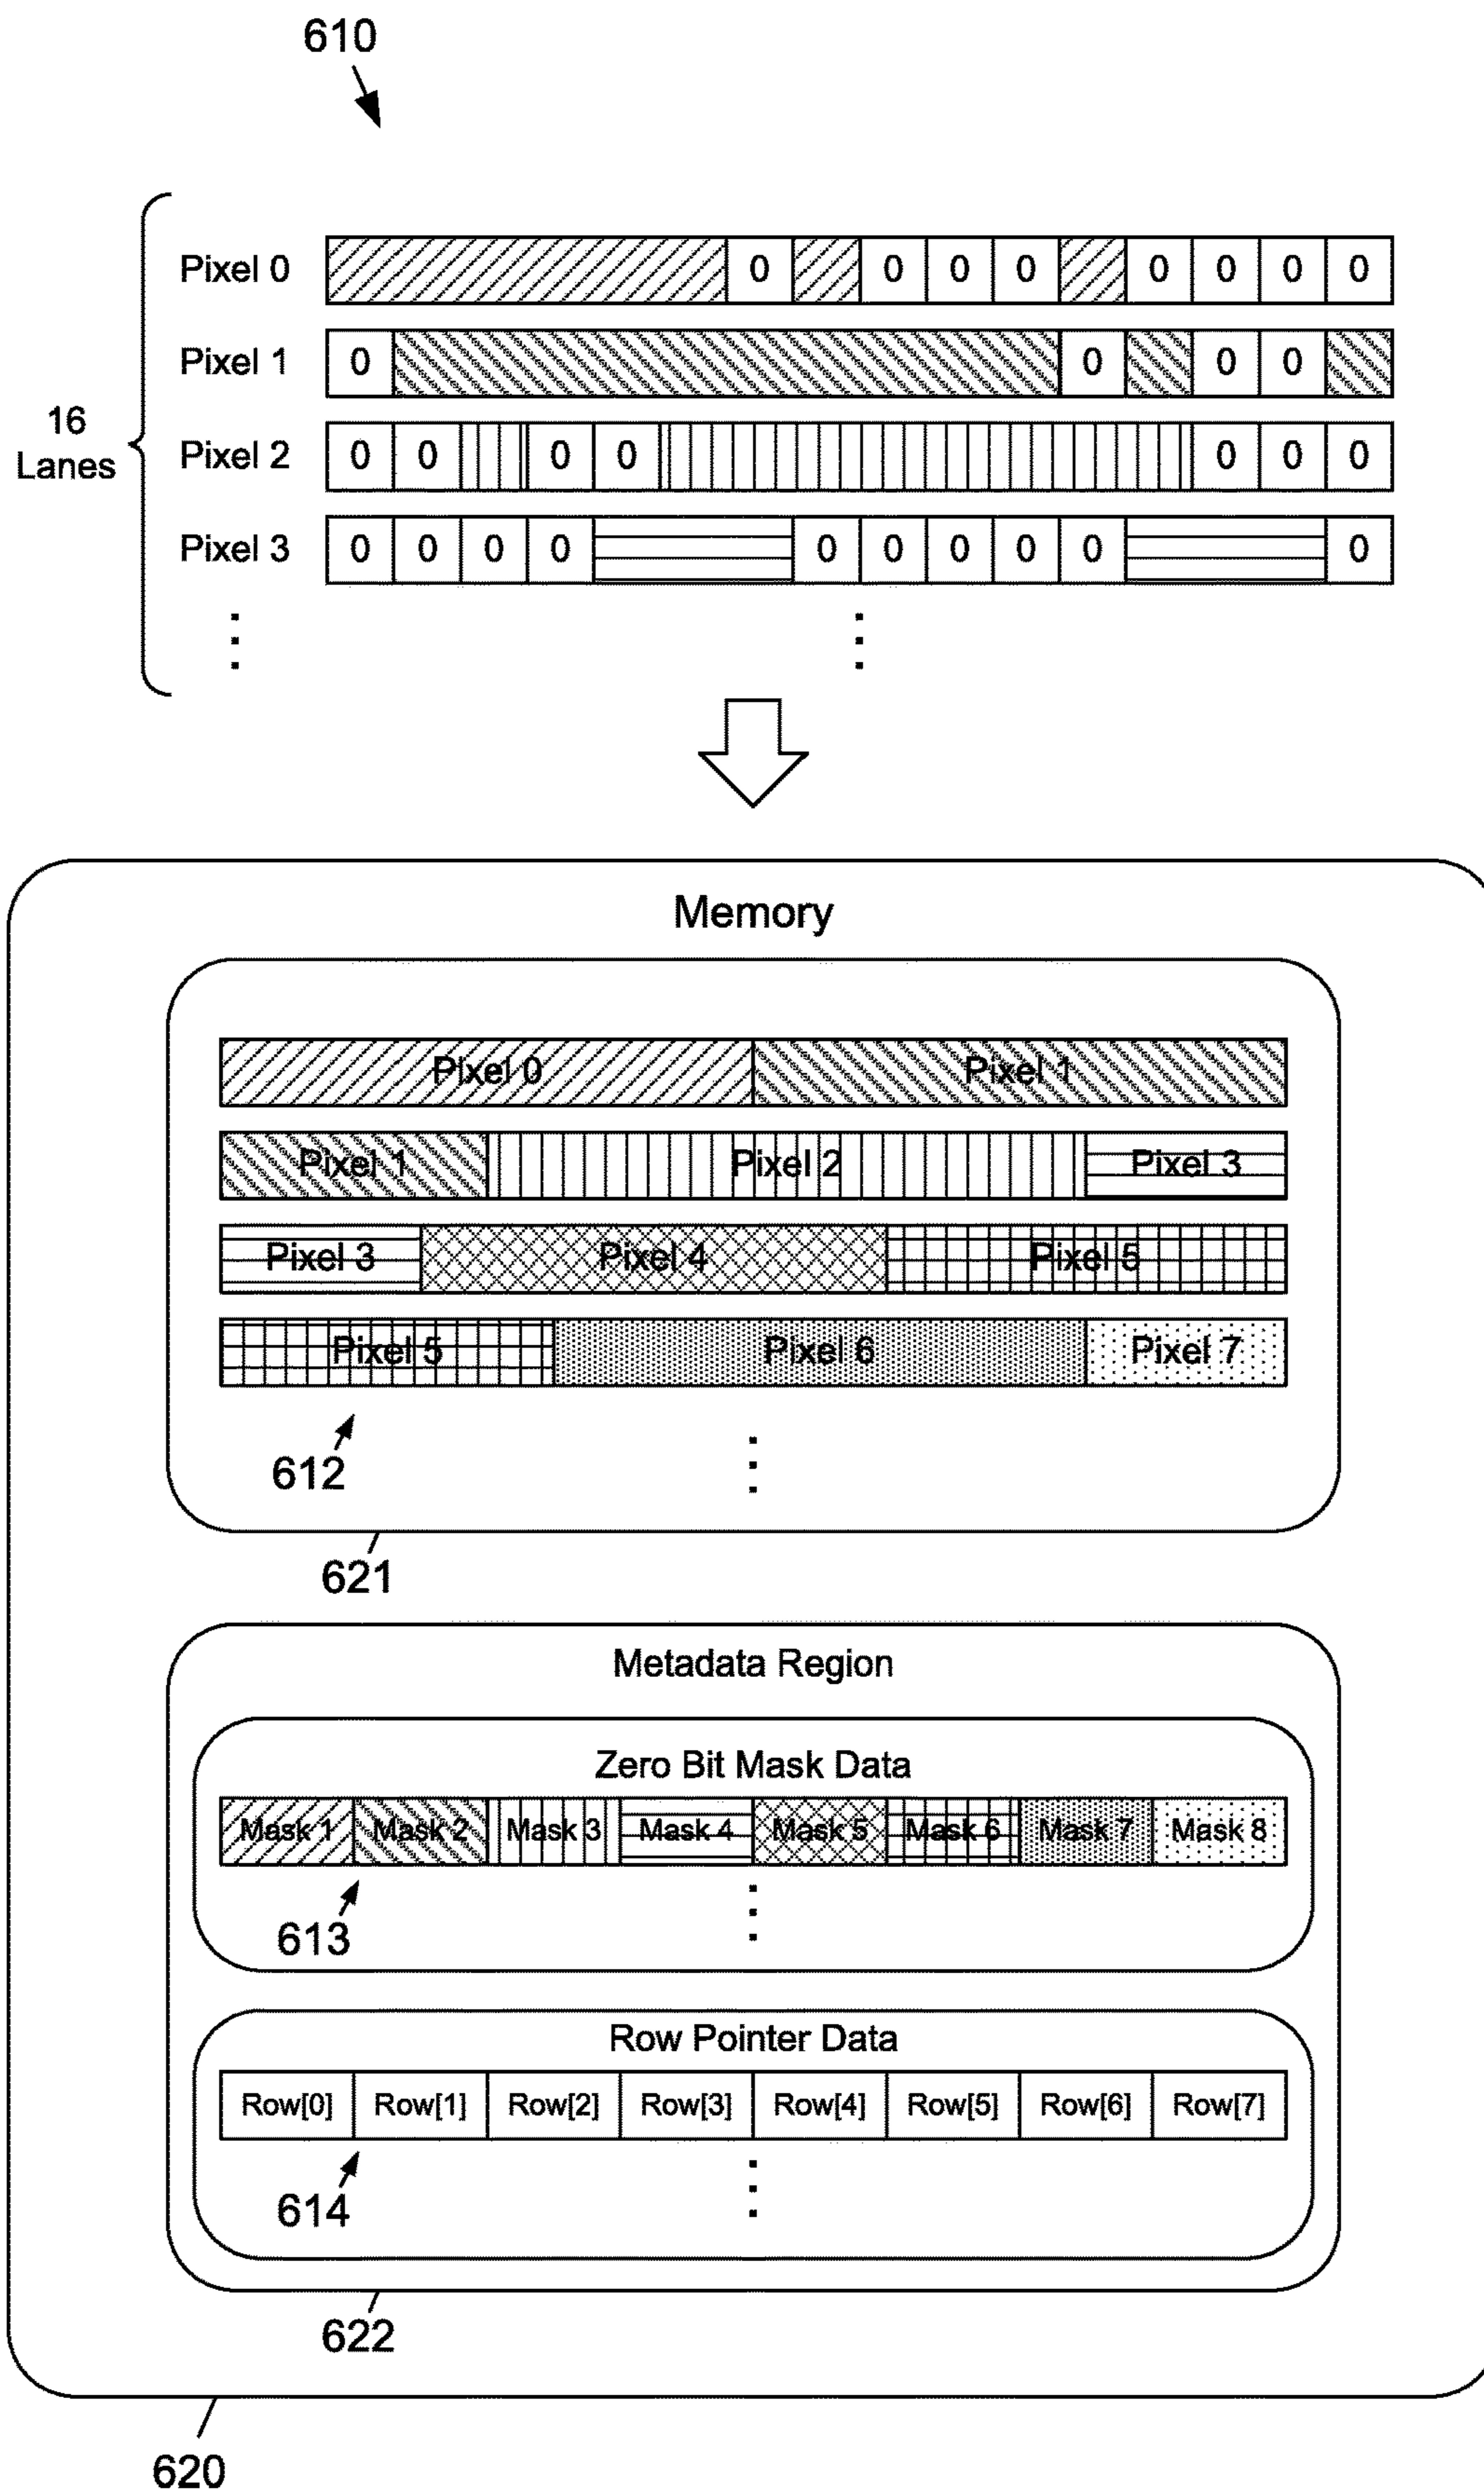 610
Pixel 0 0 0 0 0 0 0 0 0
Pixel 1 0 0 0 0
16
Lanes
Pixel 2 0 0 0 0 0 0 0
Pixel 3 0 0 0 0 0 0 0 0 0 0
Memory
Pixel 0 Pixel 1
Pixel 1 Pixel 2 Pixel 3
Pixel 3 Pixel 4 Pixel 5
Pixel 5 Pixel 6 Pixel 7
612
621
Metadata Region
Zero Bit Mask Data
Mask 1 Mask 2 Mask 3 Mask 4 Mask 5 Mask 6 Mask 7 Mask 8
613
Row Pointer Data
Row[0] Row[1] Row[2] Row[3] Row[4] Row[5] Row[6] Row[7]
614
622
620